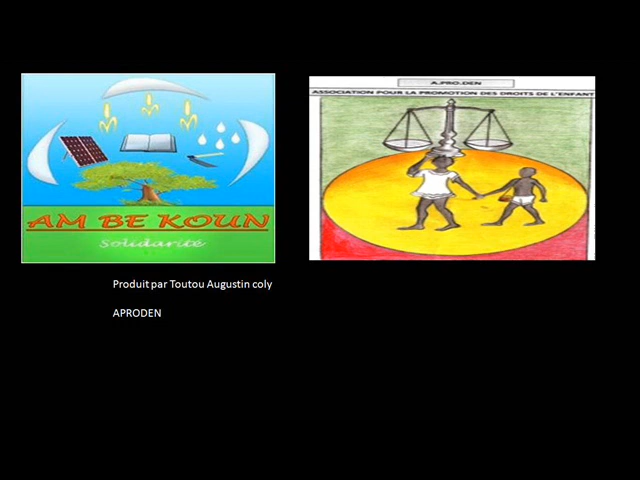 AM BE KOUN
Solidarité
A.PRO.DEN
ASSOCIATION POUR LA PROMOTION DES DROITS DE L'ENFANT
Produit par Toutou Augustin coly
APRODEN